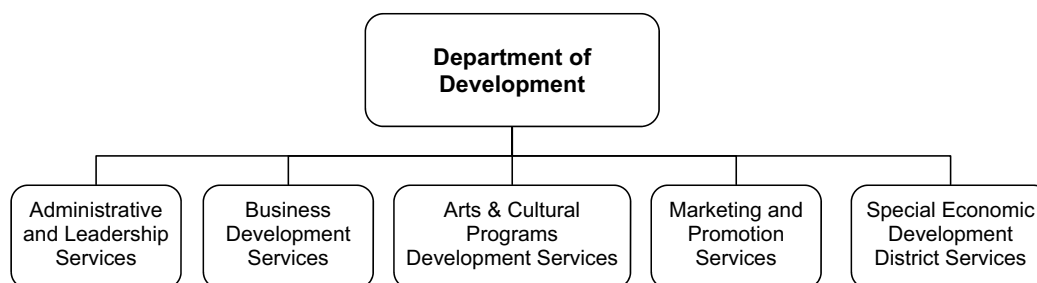 Department of
Development
Administrative
and Leadership
Services
Business
Development
Services
Arts & Cultural
Programs
Development Services
Marketing and
Promotion
Services
Special Economic
Development
District Services